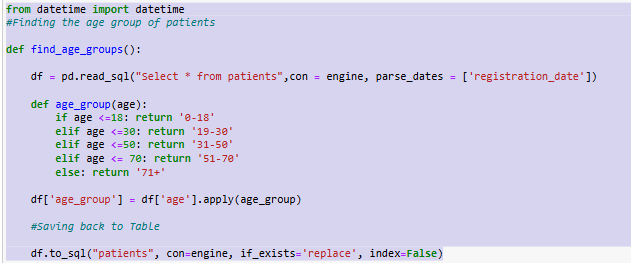 from datetime import datetime
#Finding the age group of patients
def find_age_groups():
df = pd.read_sql("Select * from patients",con = engine, parse_dates = ['registration_date'])
def age_group(age):
if age <=18: return '0-18'
elif age <=30: return '19-30'
elif age <=50: return '31-50'
elif age <= 70: return '51-70'
else: return '71+'
df['age_group'] = df['age'].apply(age_group)
#Saving back to Table
df.to_sql("patients", con=engine, if_exists='replace', index=False)